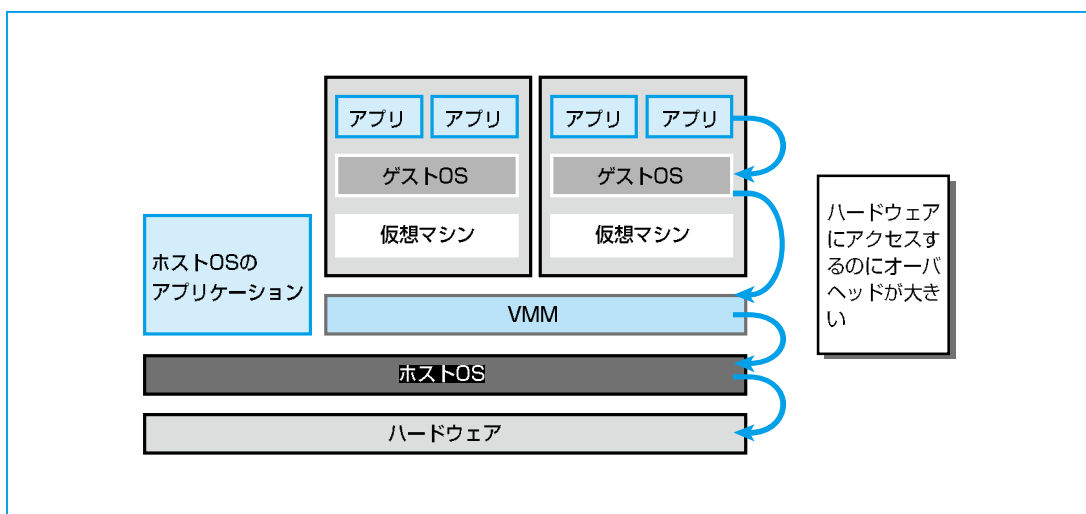 アプリ
アプリ
アプリ
アプリ
ゲストOS
ゲストOS
仮想マシン
仮想マシン
ハードウェア
にアクセスす
るのにオーバ
ヘッドが大き
い
ホストOSの
アプリケーション
VMM
ホストOS
ハードウェア